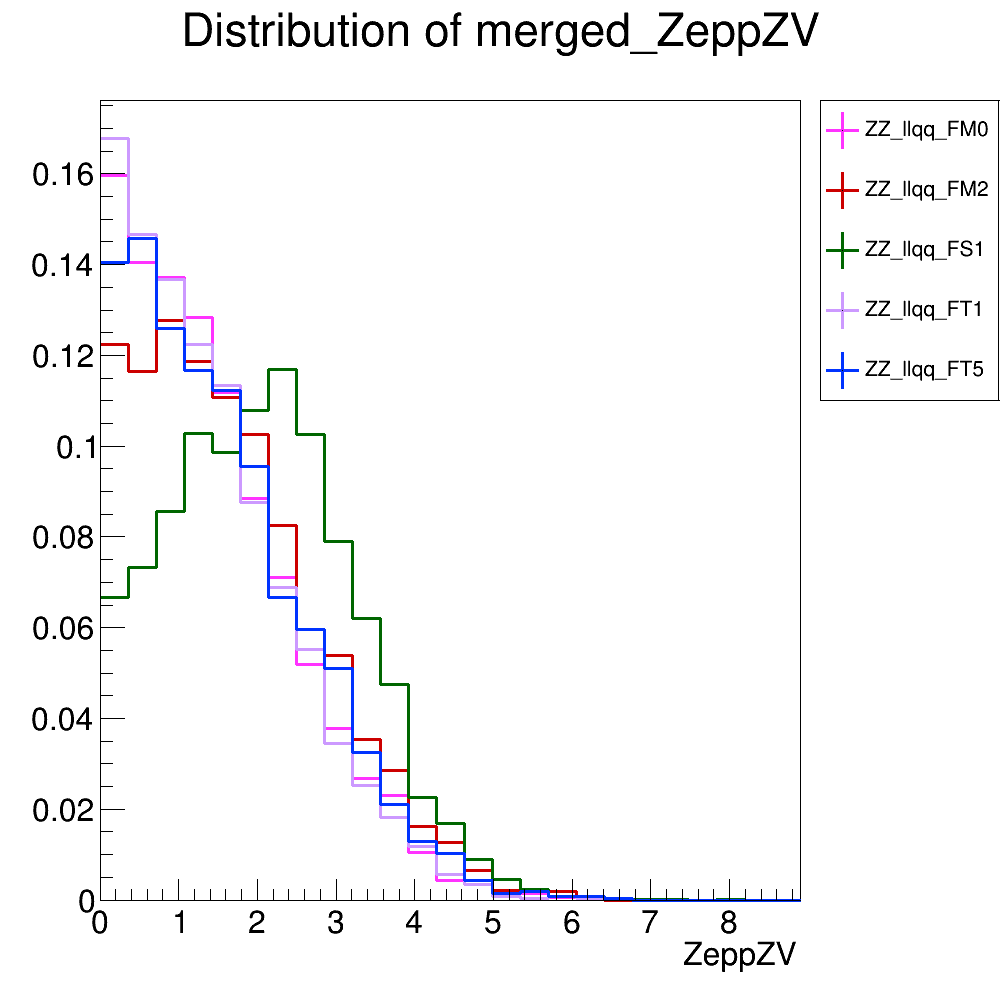 Distribution of merged_ZeppZV
ZZ_llqq_FM0
ZZ_llqq_FM2
ZZ_llqq_FS1
ZZ_llqq_FT1
ZZ_llqq_FT5
0.16
0.14
0.12
0.1
0.08
0.06
0.04
0.02
0
0 1 2 3 4 5 6 7 8
ZeppZV